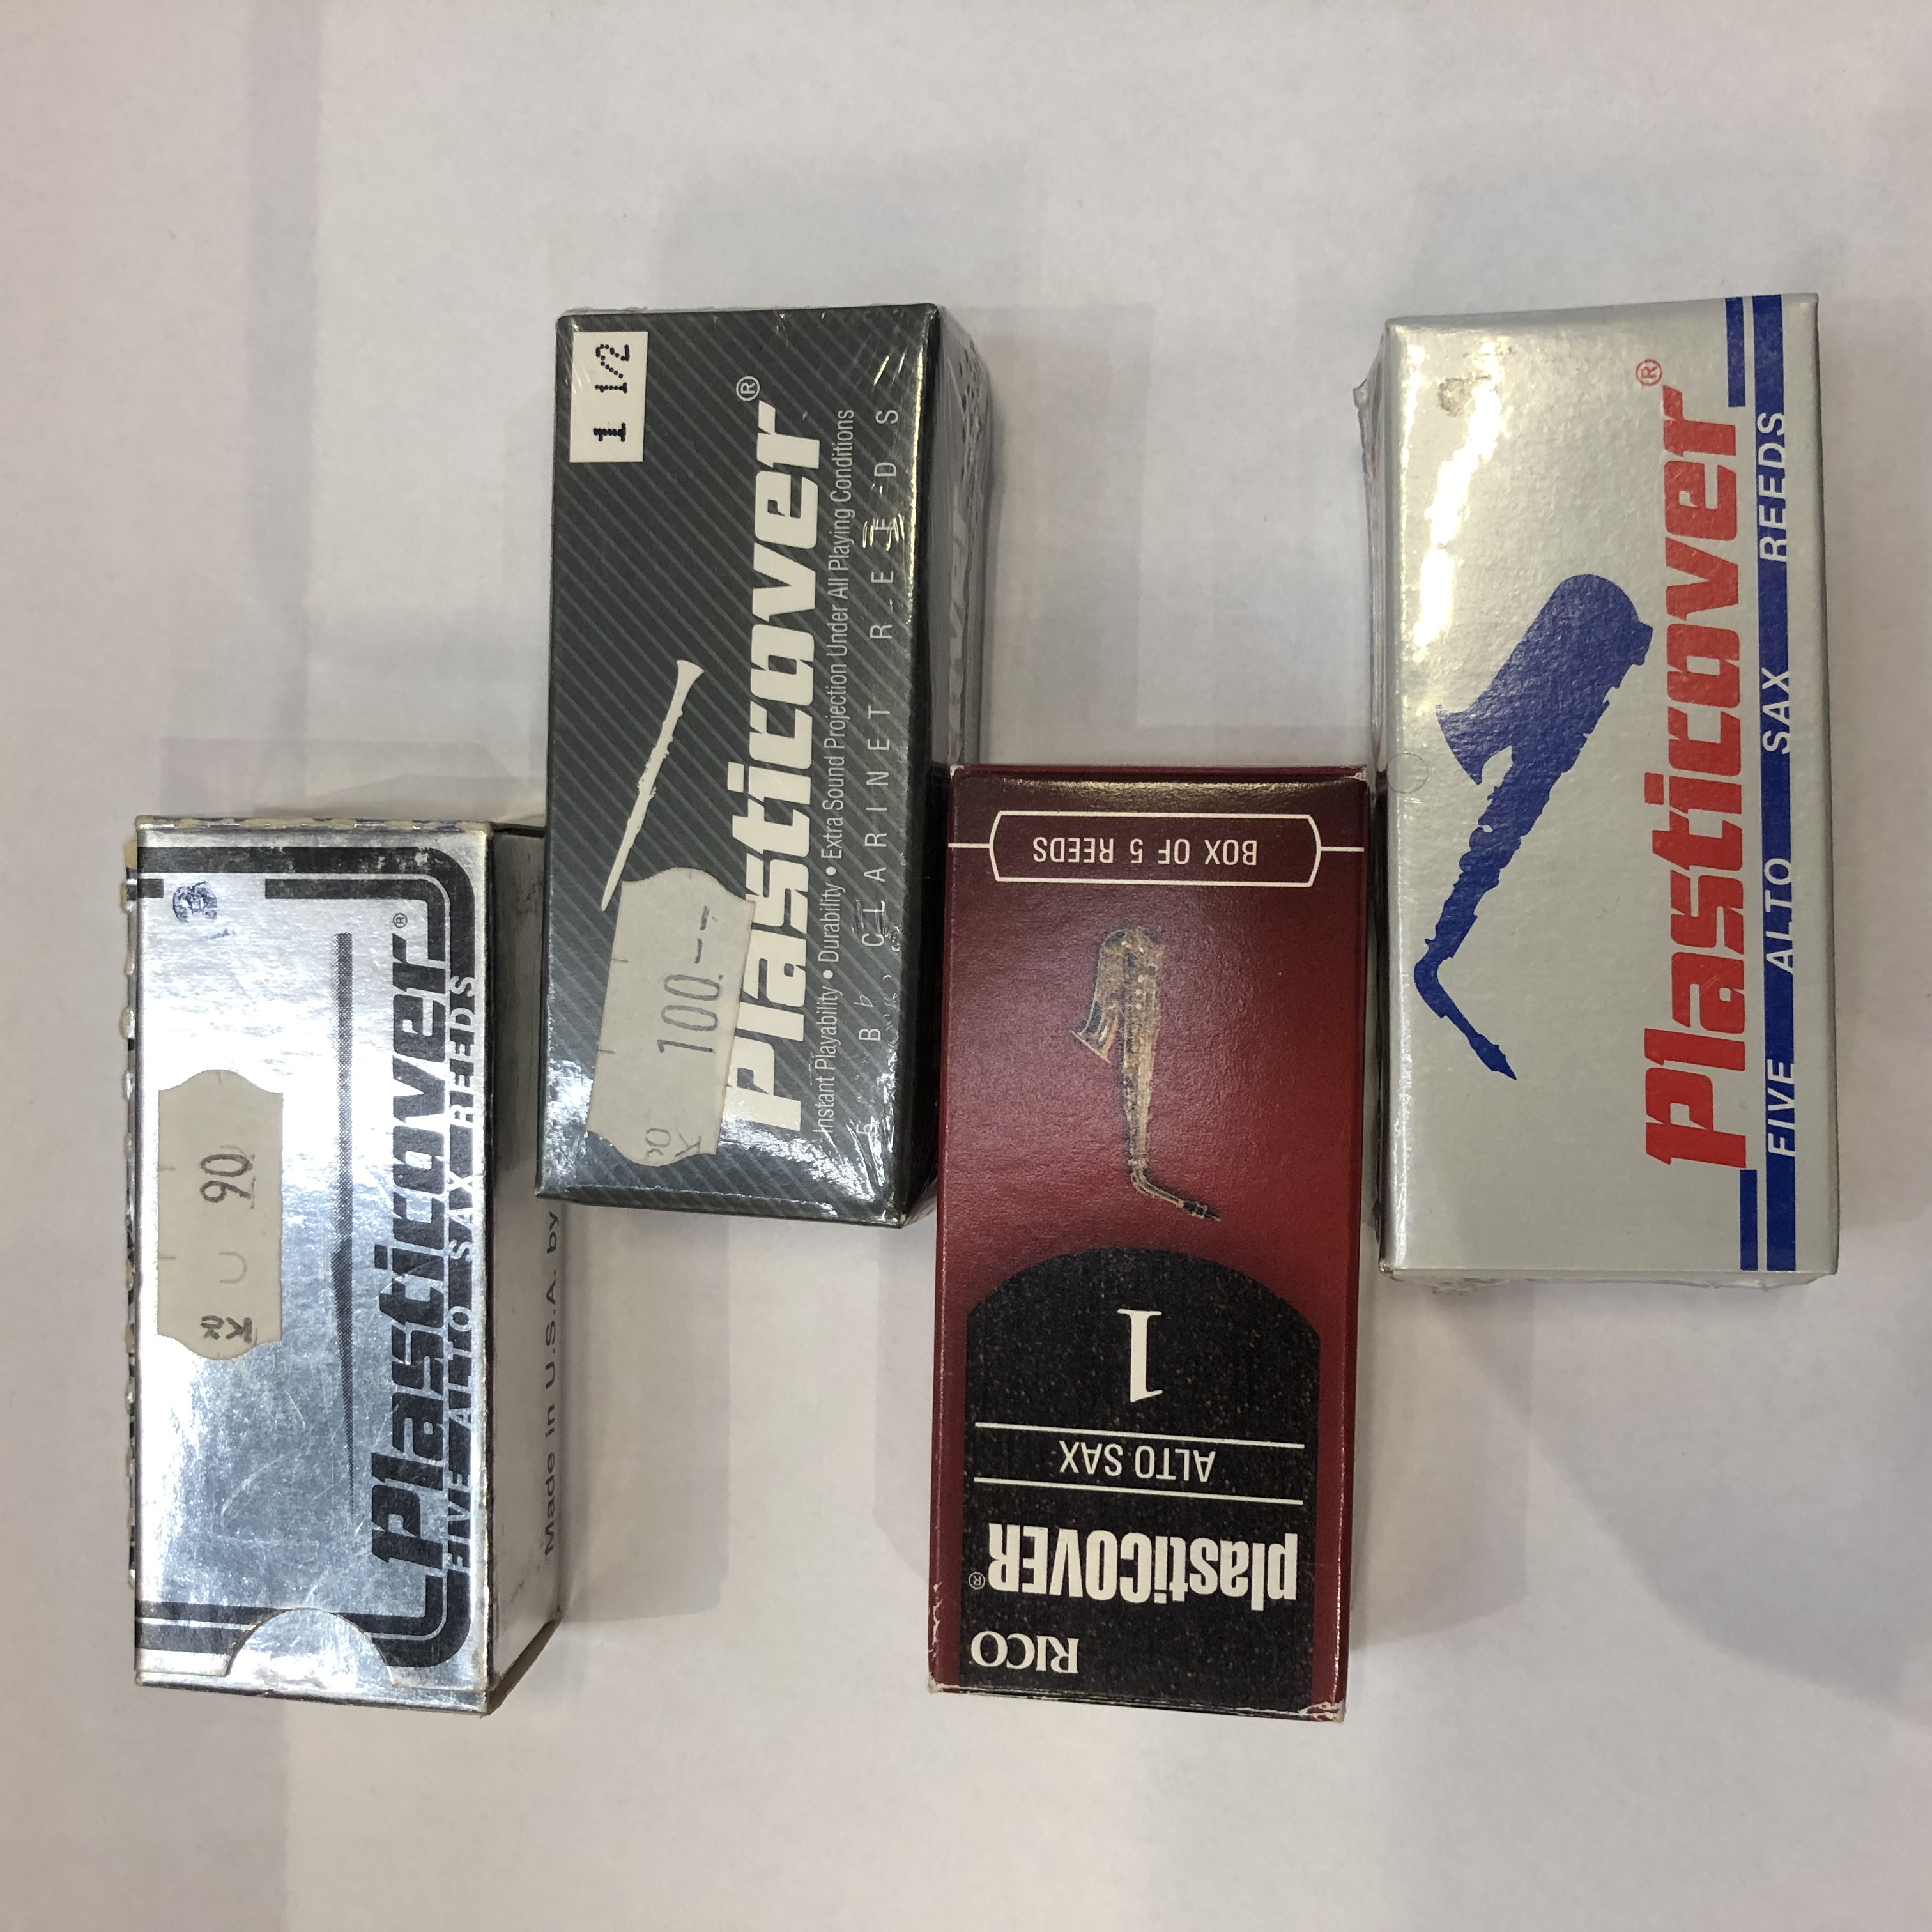 Plasticover®
FIVE ALTO SAX REEDS
90
Made in U.S.A. by
1 1/2
Plasticover®
Instant Playability • Durability • Extra Sound Projection Under All Playing Conditions
5 Bb CLARINET REEDS
100.--
BOX OF 5 REEDS
1
ALTO SAX
plastiCOVER®
RICO
Plasticover®
FIVE ALTO SAX REEDS